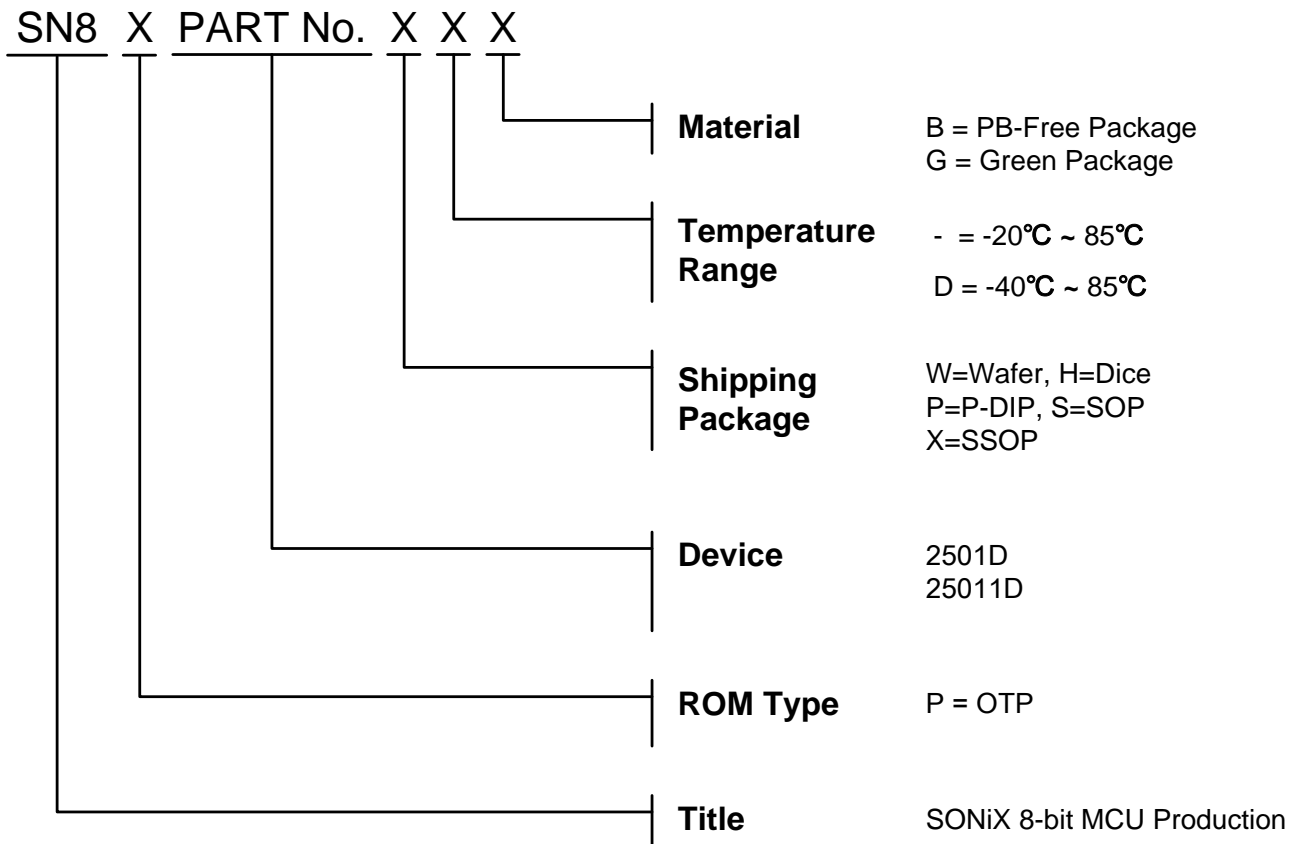 SN8 X PART No. X X X
Material
B = PB-Free Package
G = Green Package
Temperature
Range
- = -20℃ ~ 85℃
D = -40℃ ~ 85℃
Shipping
Package
W=Wafer, H=Dice
P=P-DIP, S=SOP
X=SSOP
Device
2501D
25011D
ROM Type
P = OTP
Title
SONiX 8-bit MCU Production